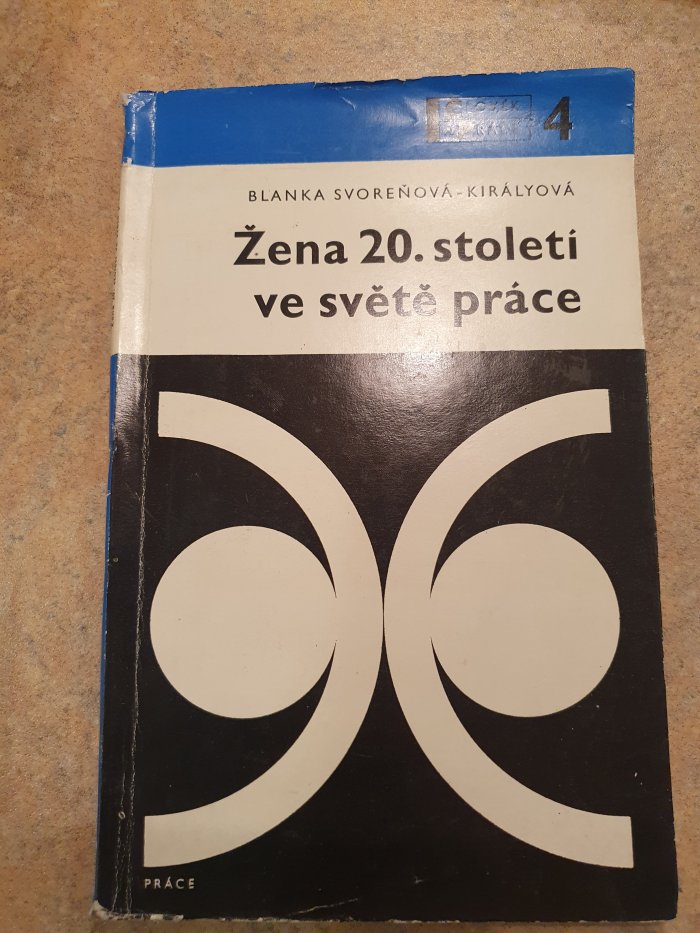 4
BLANKA SVOREŇOVÁ-KIRÁLYOVÁ
Žena 20. století
ve světě práce
PRÁCE